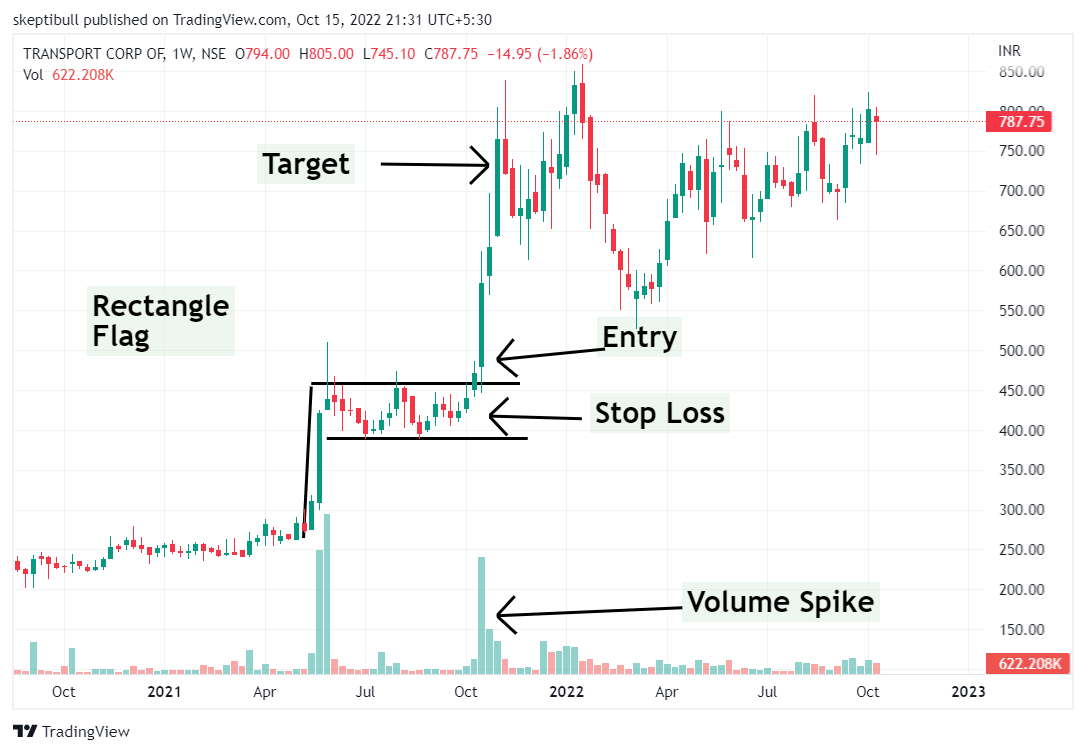 skeptibull published on TradingView.com, Oct 15, 2022 21:31 UTC+5:30
TRANSPORT CORP OF, 1W, NSE O794.00 H805.00 L745.10 C787.75 −14.95 (−1.86%)
INR
Vol 622.208K
850.00
800.00
787.75
Target
750.00
700.00
650.00
600.00
Rectangle
Flag
550.00
Entry
500.00
450.00
Stop Loss
400.00
350.00
300.00
250.00
Volume Spike
200.00
150.00
622.208K
Oct 2021 Apr Jul Oct 2022 Apr Jul Oct 2023
TradingView